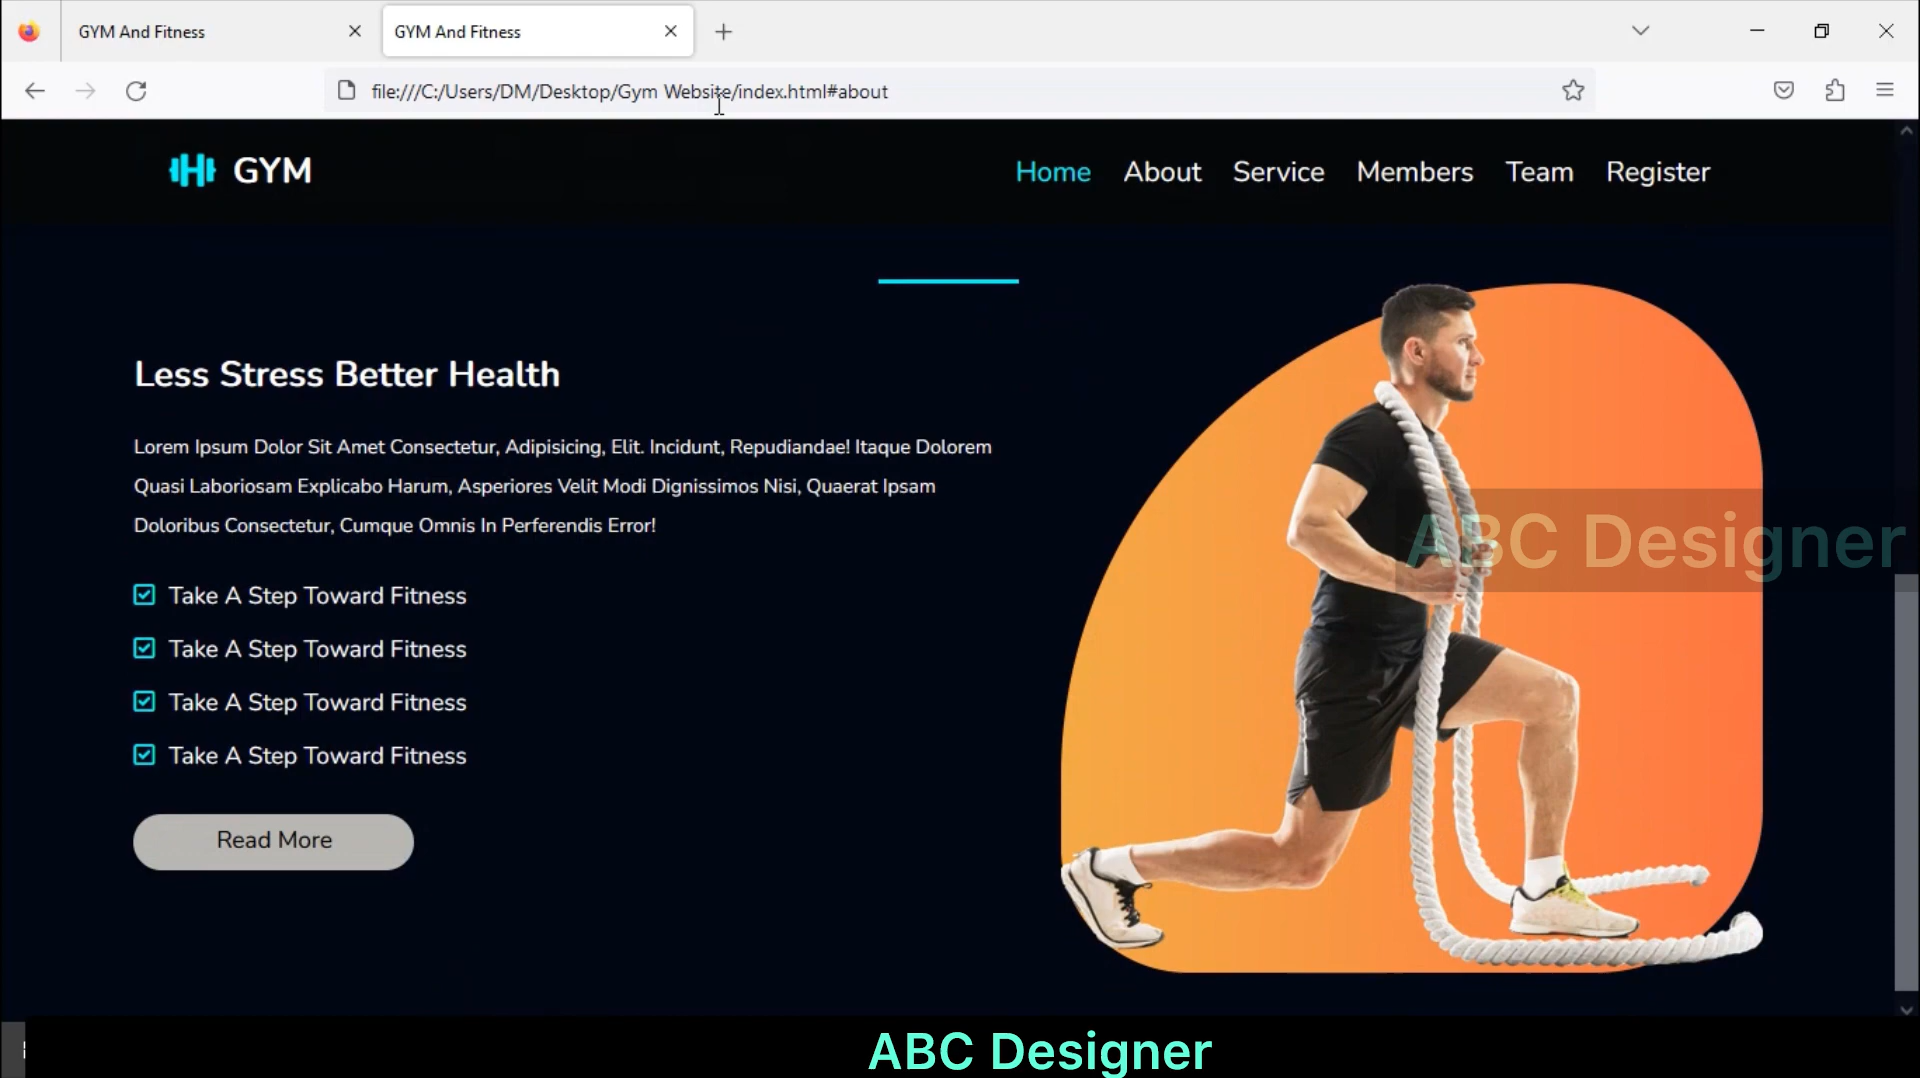 GYM And Fitness
GYM And Fitness
file:///C:/Users/DM/Desktop/Gym Website/index.html#about
GYM
Home About Service Members Team Register
Less Stress Better Health
Lorem Ipsum Dolor Sit Amet Consectetur, Adipisicing, Elit. Incidunt, Repudiandae! Itaque Dolorem
Quasi Laboriosam Explicabo Harum, Asperiores Velit Modi Dignissimos Nisi, Quaerat Ipsam
Doloribus Consectetur, Cumque Omnis In Perferendis Error!
Take A Step Toward Fitness
Take A Step Toward Fitness
Take A Step Toward Fitness
Take A Step Toward Fitness
Read More
ABC Designer
ABC Designer